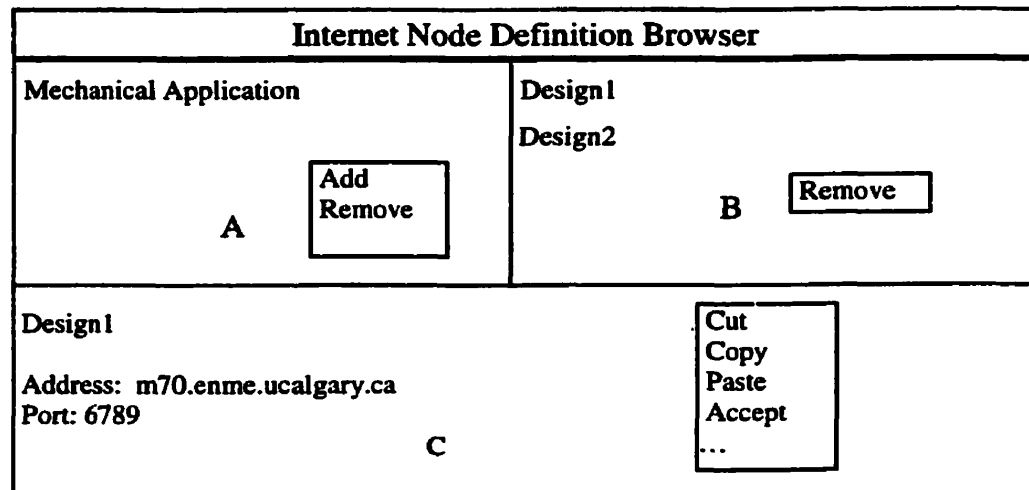 Internet Node Definition Browser
Mechanical Application
Add
Remove
A
Design1
Design2
Remove
B
Design1
Address: m70.enme.ucalgary.ca
Port: 6789
C
Cut
Copy
Paste
Accept
...